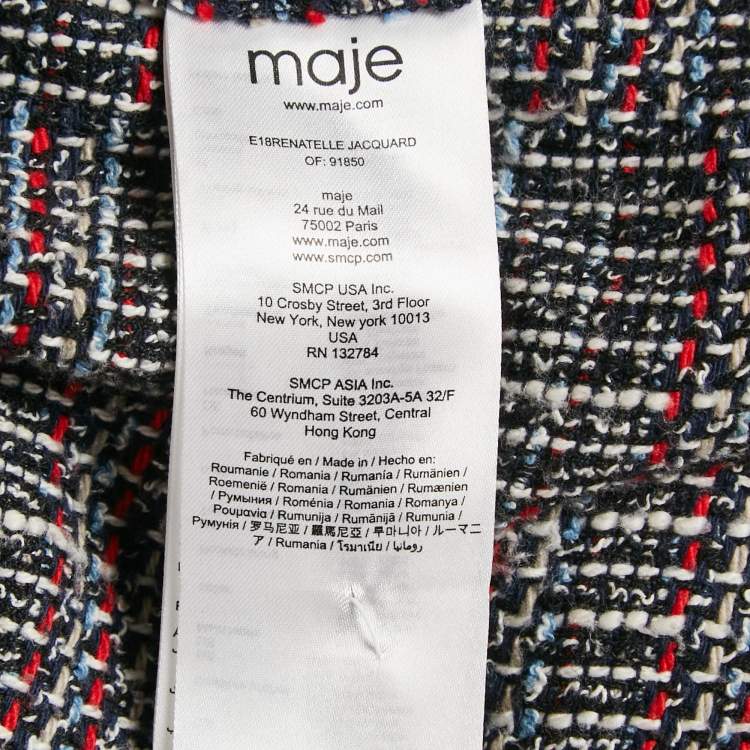 maje
www.maje.com
E18RENATELLE JACQUARD
OF: 91850
maje
24 rue du Mail
75002 Paris
www.maje.com
www.smcp.com
SMCP USA Inc.
10 Crosby Street, 3rd Floor
New York, New york 10013
USA
RN 132784
SMCP ASIA Inc.
The Centrium, Suite 3203A-5A 32/F
60 Wyndham Street, Central
Hong Kong
Fabriqué en / Made in / Hecho en:
Roumanie / Romania / Rumanía / Rumänien /
Roemenië / Romania / Rumänien / Rumænien
/ Румыния / Roménia / Romania / Romanya /
Ρουμανία / Rumunija / Rumānijā / Rumunia /
Румунія / 罗马尼亚 / 羅馬尼亞 / 루마니아 / ルーマニ
ア / Rumania / โรมาเนีย / رومانيا